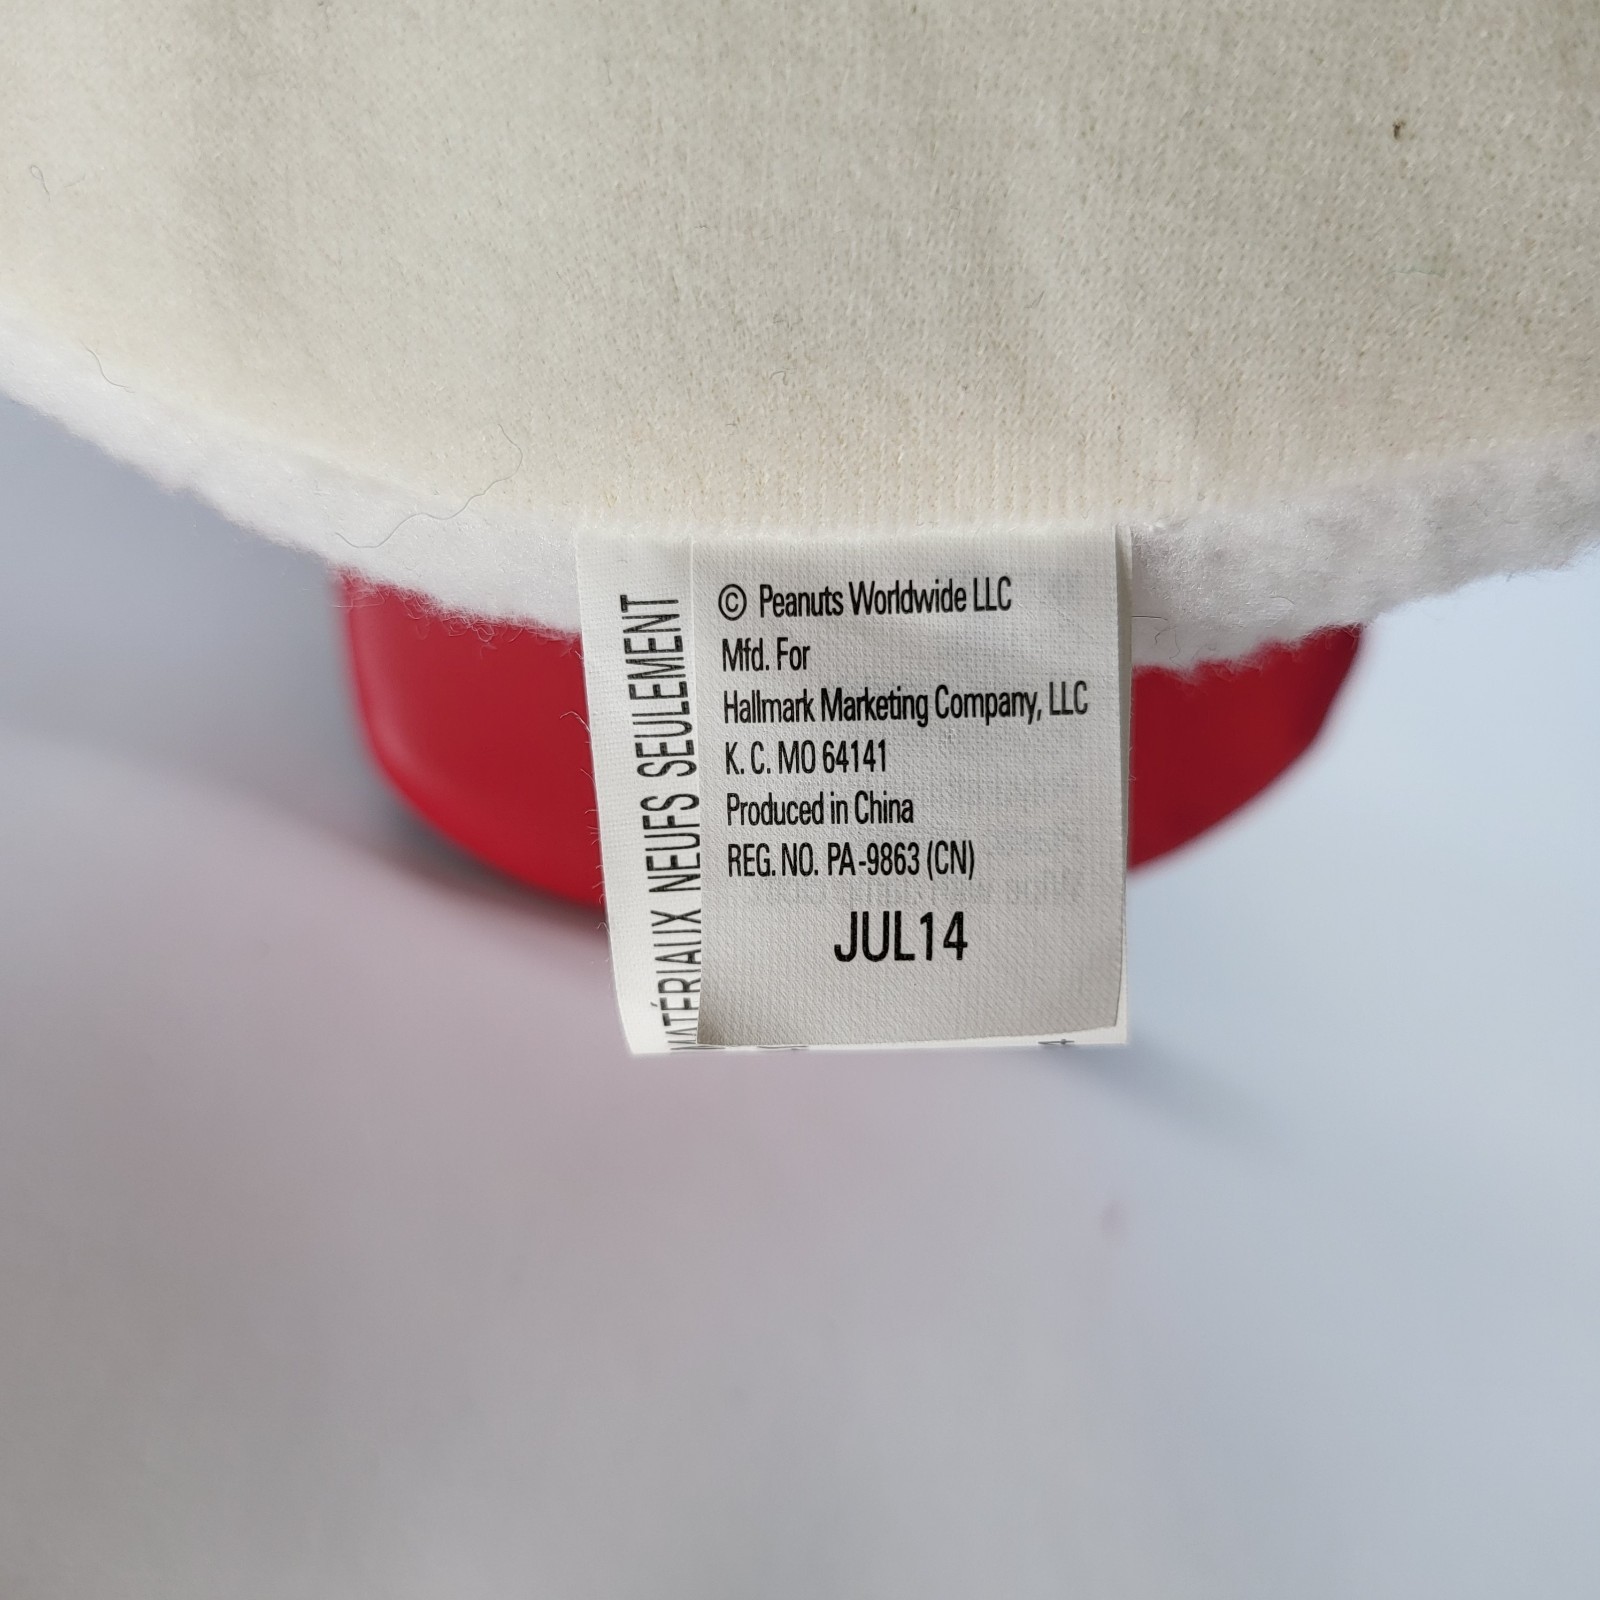 © Peanuts Worldwide LLC
Mfd. For
Hallmark Marketing Company, LLC
K. C. MO 64141
Produced in China
REG. NO. PA-9863 (CN)
JUL14
MATÉRIAUX NEUFS SEULEMENT